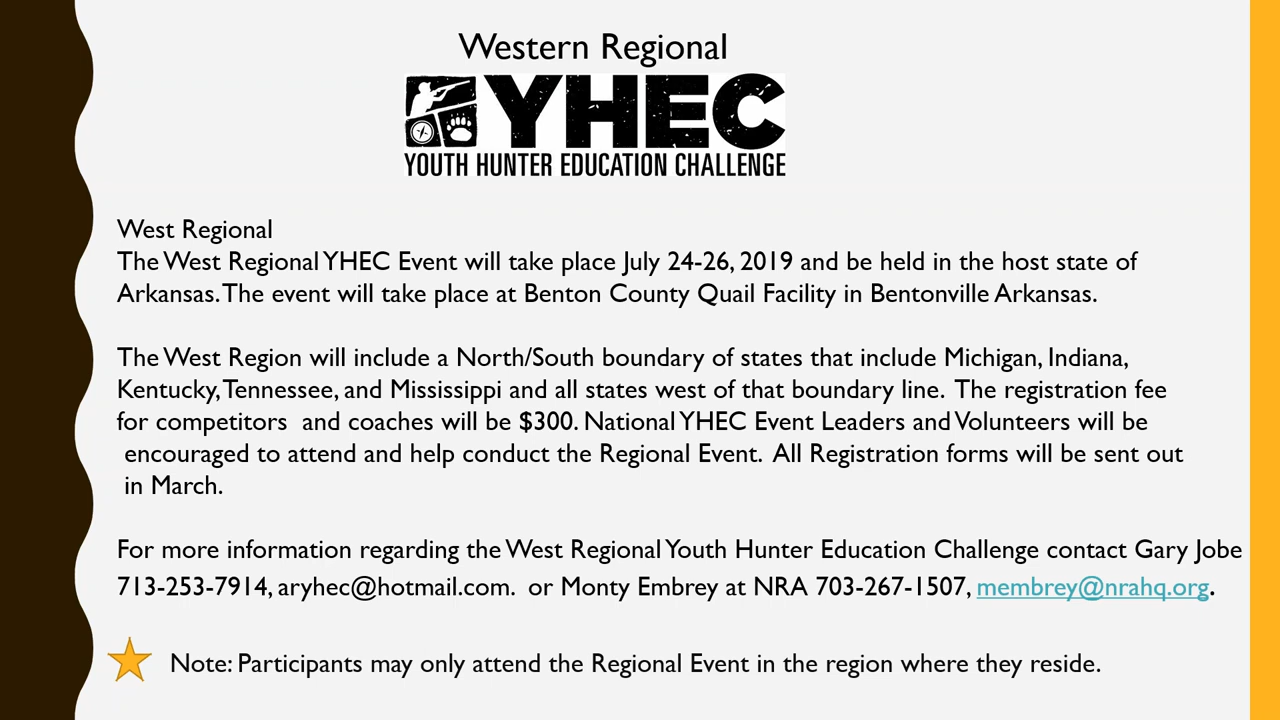 Western Regional
YHEC
YOUTH HUNTER EDUCATION CHALLENGE
West Regional
The West Regional YHEC Event will take place July 24-26, 2019 and be held in the host state of
Arkansas. The event will take place at Benton County Quail Facility in Bentonville Arkansas.
The West Region will include a North/South boundary of states that include Michigan, Indiana,
Kentucky, Tennessee, and Mississippi and all states west of that boundary line. The registration fee
for competitors and coaches will be $300. National YHEC Event Leaders and Volunteers will be
encouraged to attend and help conduct the Regional Event. All Registration forms will be sent out
in March.
For more information regarding the West Regional Youth Hunter Education Challenge contact Gary Jobe
713-253-7914, aryhec@hotmail.com. or Monty Embrey at NRA 703-267-1507, membrey@nrahq.org.
Note: Participants may only attend the Regional Event in the region where they reside.